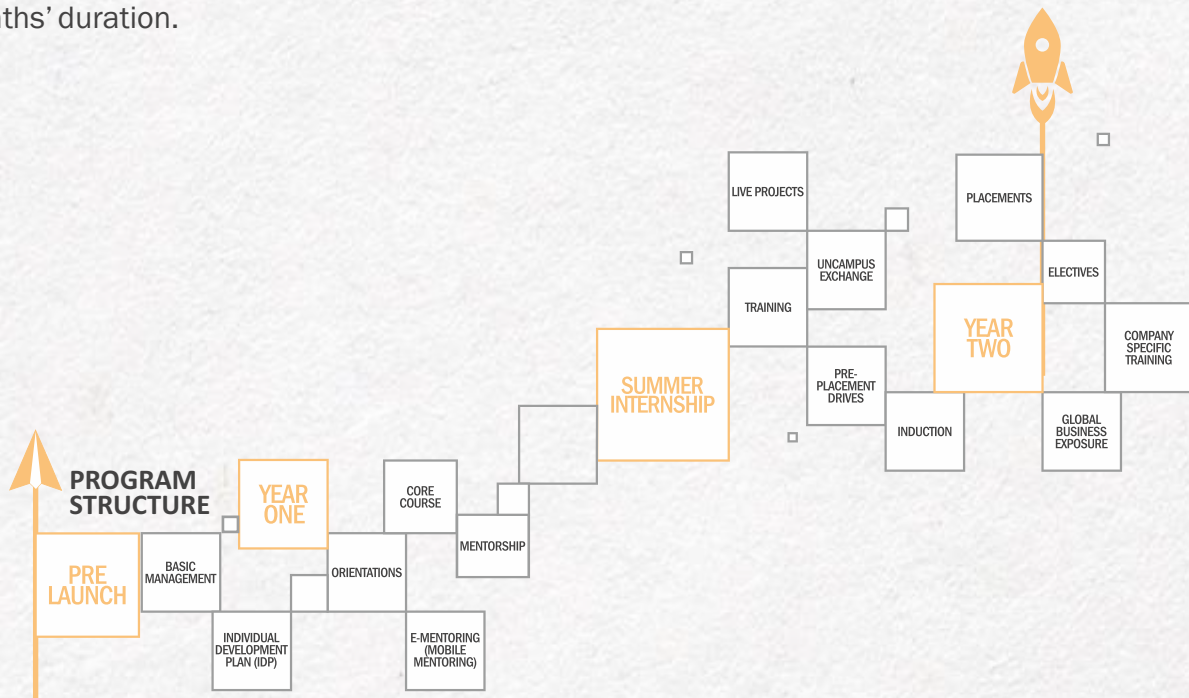 ths' duration.
PROGRAM
STRUCTURE
PRE
LAUNCH
BASIC
MANAGEMENT
INDIVIDUAL
DEVELOPMENT
PLAN (IDP)
YEAR
ONE
ORIENTATIONS
CORE
COURSE
E-MENTORING
(MOBILE
MENTORING)
MENTORSHIP
SUMMER
INTERNSHIP
LIVE PROJECTS
TRAINING
UNCAMPUS
EXCHANGE
PRE-
PLACEMENT
DRIVES
INDUCTION
YEAR
TWO
PLACEMENTS
ELECTIVES
COMPANY
SPECIFIC
TRAINING
GLOBAL
BUSINESS
EXPOSURE